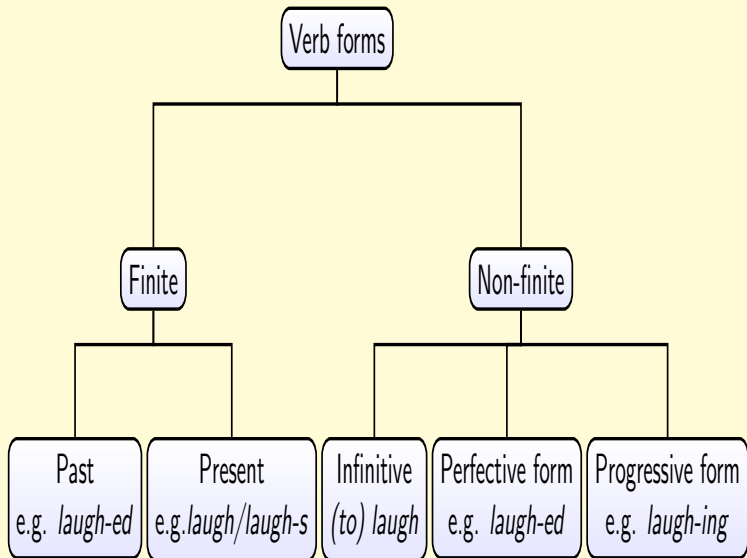 Verb forms
Finite
Non-finite
Past
e.g. laugh-ed
Present
e.g.laugh/laugh-s
Infinitive
(to) laugh
Perfective form
e.g. laugh-ed
Progressive form
e.g. laugh-ing